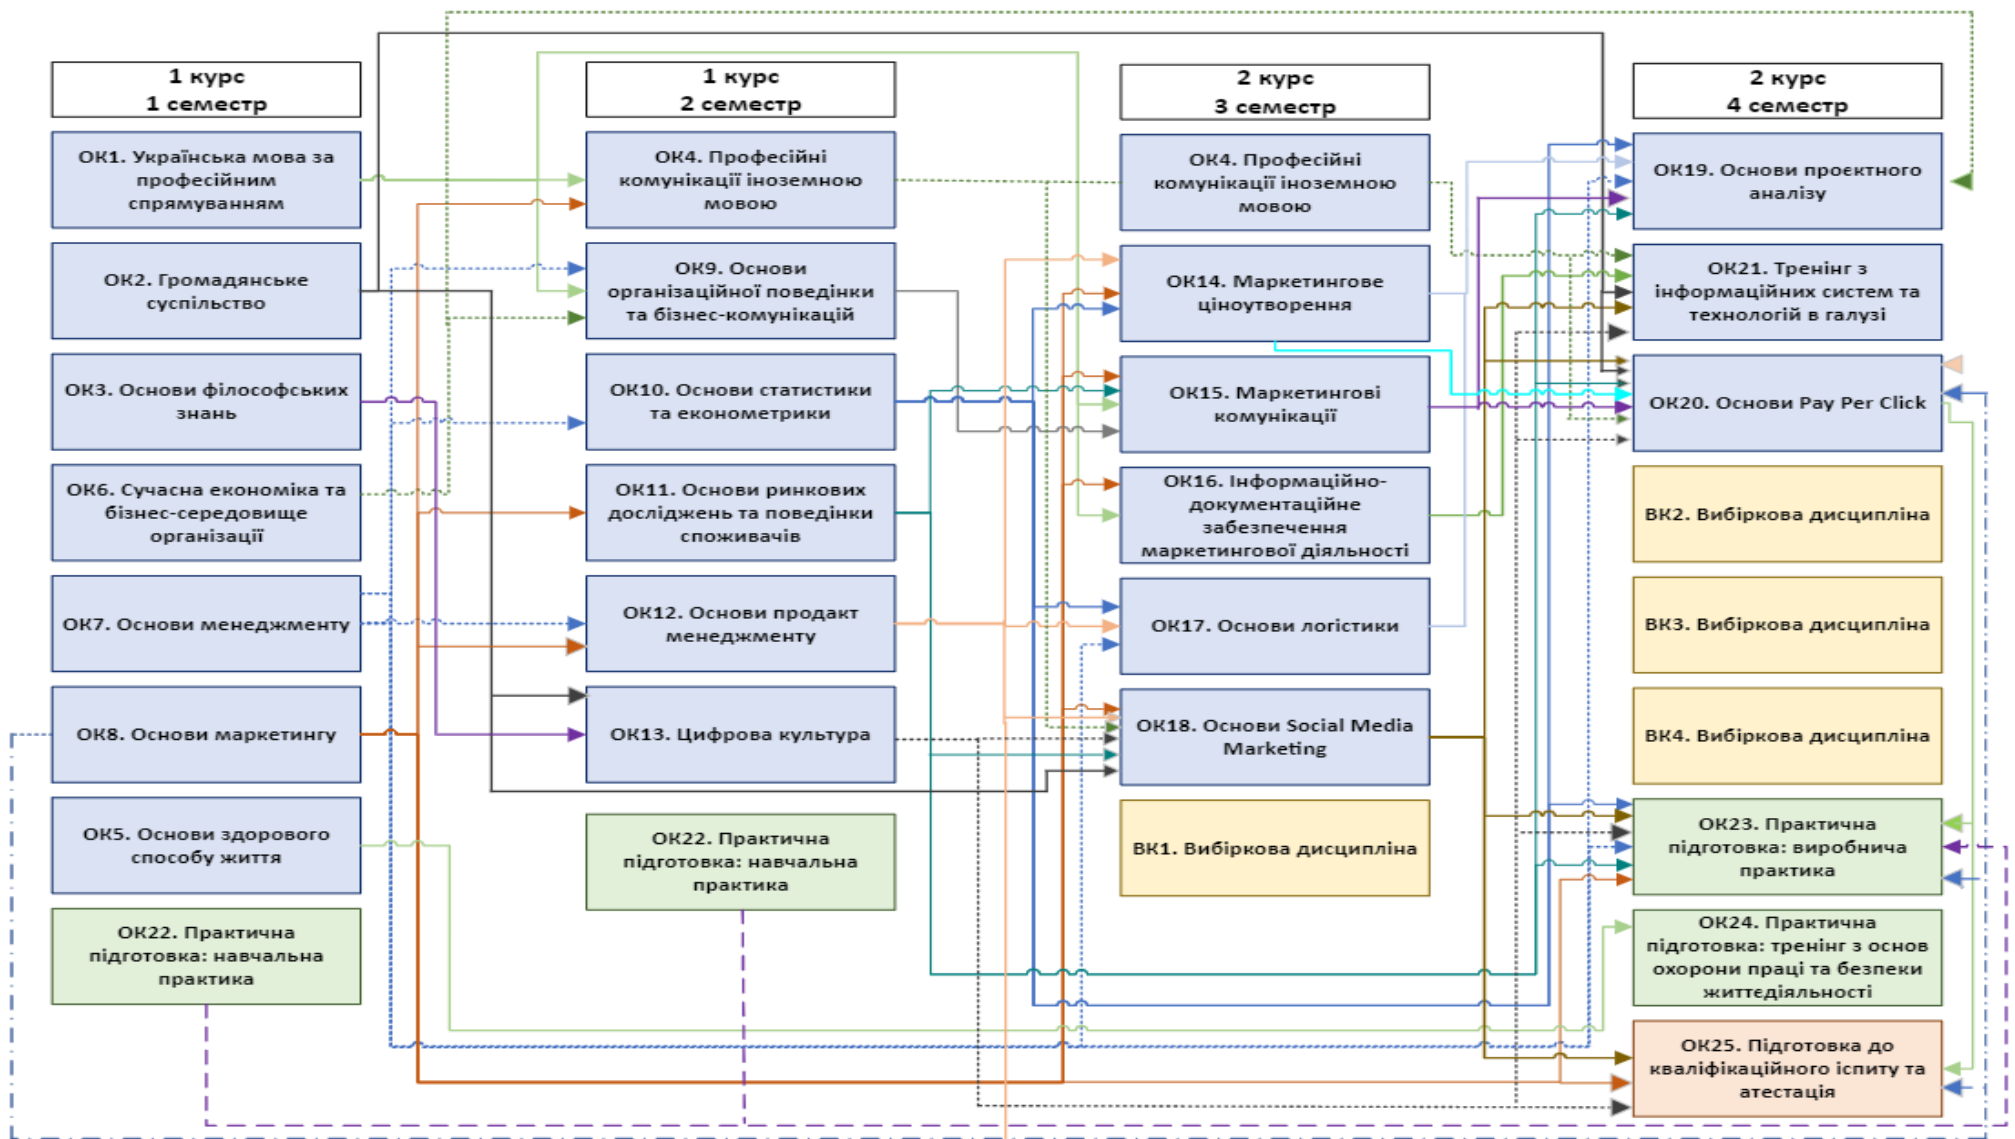 1 курс
1 семестр
ОК1. Українська мова за
професійним
спрямуванням
ОК2. Громадянське
суспільство
ОК3. Основи філософських
знань
ОК6. Сучасна економіка та
бізнес-середовище
організації
ОК7. Основи менеджменту
ОК8. Основи маркетингу
ОК5. Основи здорового
способу життя
ОК22. Практична
підготовка: навчальна
практика
1 курс
2 семестр
ОК4. Професійні
комунікації іноземною
мовою
ОК9. Основи
організаційної поведінки
та бізнес-комунікацій
ОК10. Основи статистики
та економетрики
ОК11. Основи ринкових
досліджень та поведінки
споживачів
ОК12. Основи продакт
менеджменту
ОК13. Цифрова культура
ОК22. Практична
підготовка: навчальна
практика
2 курс
3 семестр
ОК4. Професійні
комунікації іноземною
мовою
ОК14. Маркетингове
ціноутворення
ОК15. Маркетингові
комунікації
ОК16. Інформаційно-
документаційне
забезпечення
маркетингової діяльності
ОК17. Основи логістики
ОК18. Основи Social Media
Marketing
ВК1. Вибіркова дисципліна
2 курс
4 семестр
ОК19. Основи проєктного
аналізу
ОК21. Тренінг з
інформаційних систем та
технологій в галузі
ОК20. Основи Pay Per Click
ВК2. Вибіркова дисципліна
ВК3. Вибіркова дисципліна
ВК4. Вибіркова дисципліна
ОК23. Практична
підготовка: виробнича
практика
ОК24. Практична
підготовка: тренінг з основ
охорони праці та безпеки
життєдіяльності
ОК25. Підготовка до
кваліфікаційного іспиту та
атестація